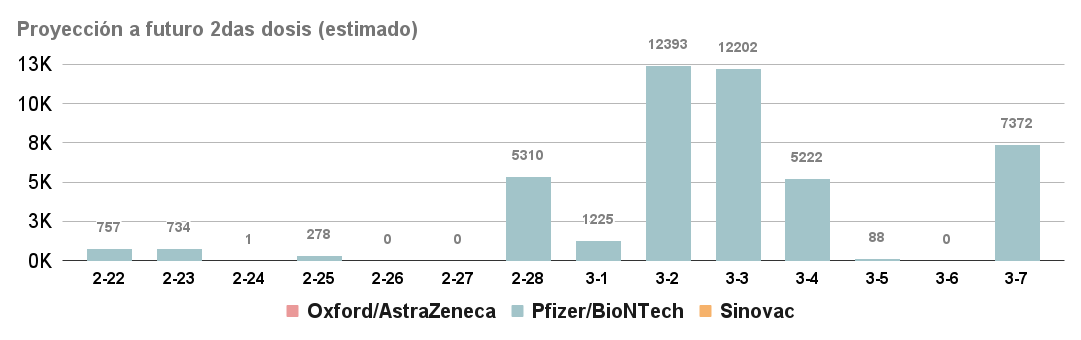 Proyección a futuro 2das dosis (estimado)
13K
10K
8K
5K
3K
0K
757
734
1
278
0
0
5310
1225
12393
12202
5222
88
0
7372
2-22 2-23 2-24 2-25 2-26 2-27 2-28 3-1 3-2 3-3 3-4 3-5 3-6 3-7
Oxford/AstraZeneca Pfizer/BioNTech Sinovac